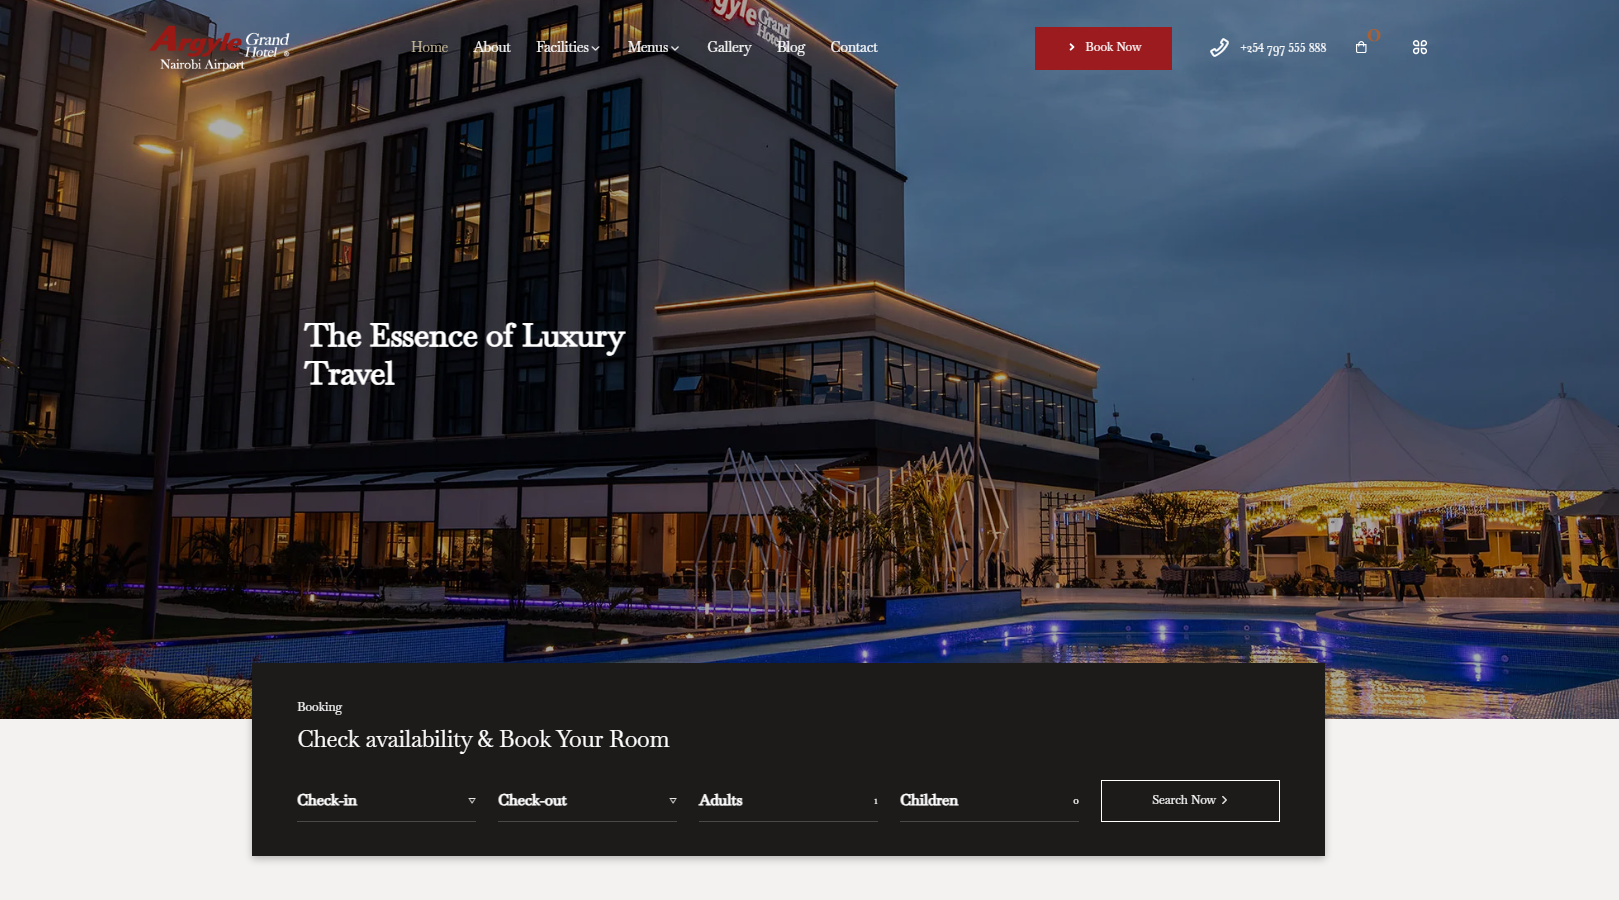 Argyle Grand Hotel ®
Nairobi Airport
Home
About
Facilities
Menus
Gallery
Blog
Contact
Book Now
+254 797 555 888
0
Grand
Hotel
The Essence of Luxury
Travel
Booking
Check availability & Book Your Room
Check-in
Check-out
Adults
1
Children
0
Search Now